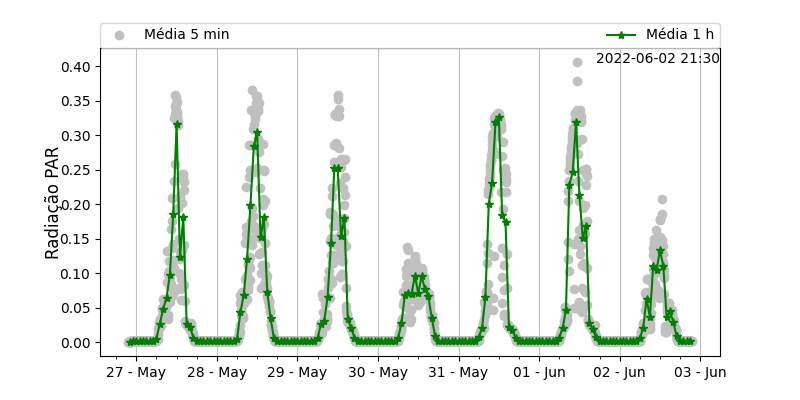 Média 5 min
Média 1 h
2022-06-02 21:30
Radiação PAR
0.40
0.35
0.30
0.25
0.20
0.15
0.10
0.05
0.00
27 - May
28 - May
29 - May
30 - May
31 - May
01 - Jun
02 - Jun
03 - Jun